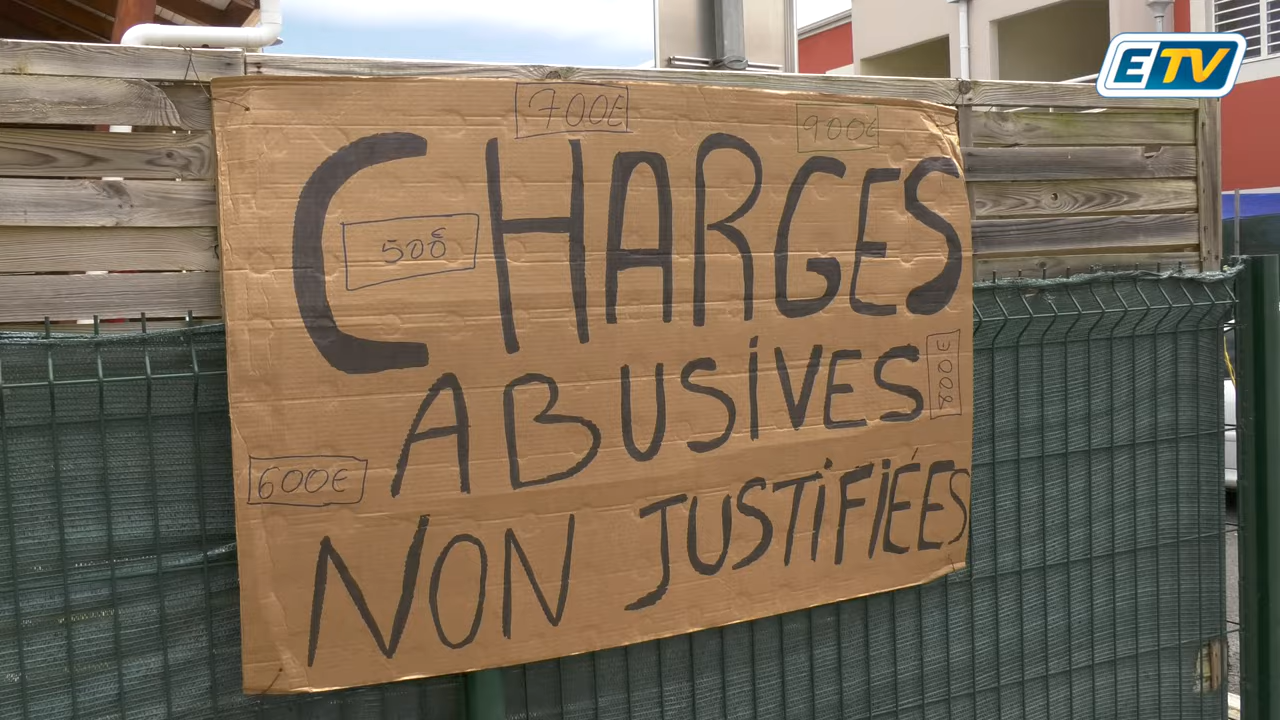 ETV
700€
900€
CHARGES
500€
ABUSIVES
800€
600€
NON JUSTIFIÉES